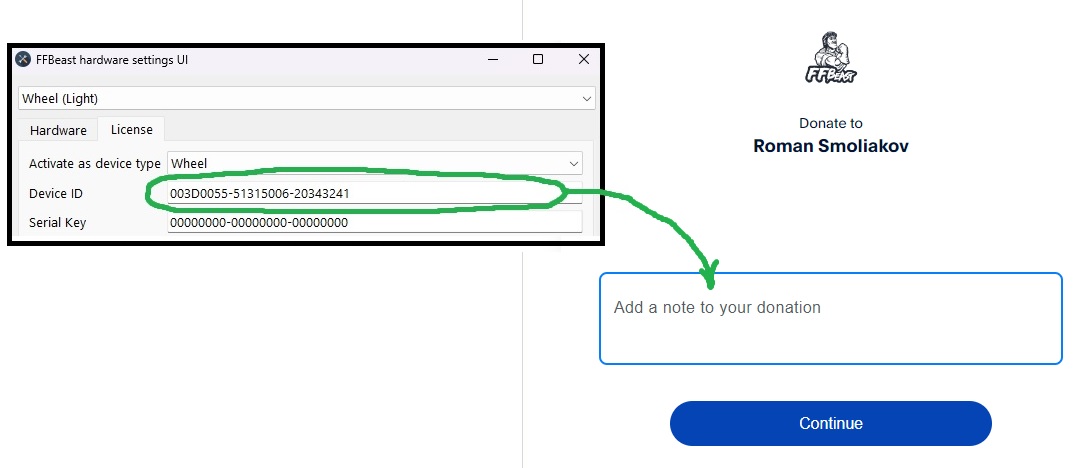 FFBeast hardware settings UI
Wheel (Light)
Hardware License
Activate as device type Wheel
Device ID 003D0055-51315006-20343241
Serial Key 00000000-00000000-00000000
FFBEAST
Donate to
Roman Smoliakov
Add a note to your donation
Continue